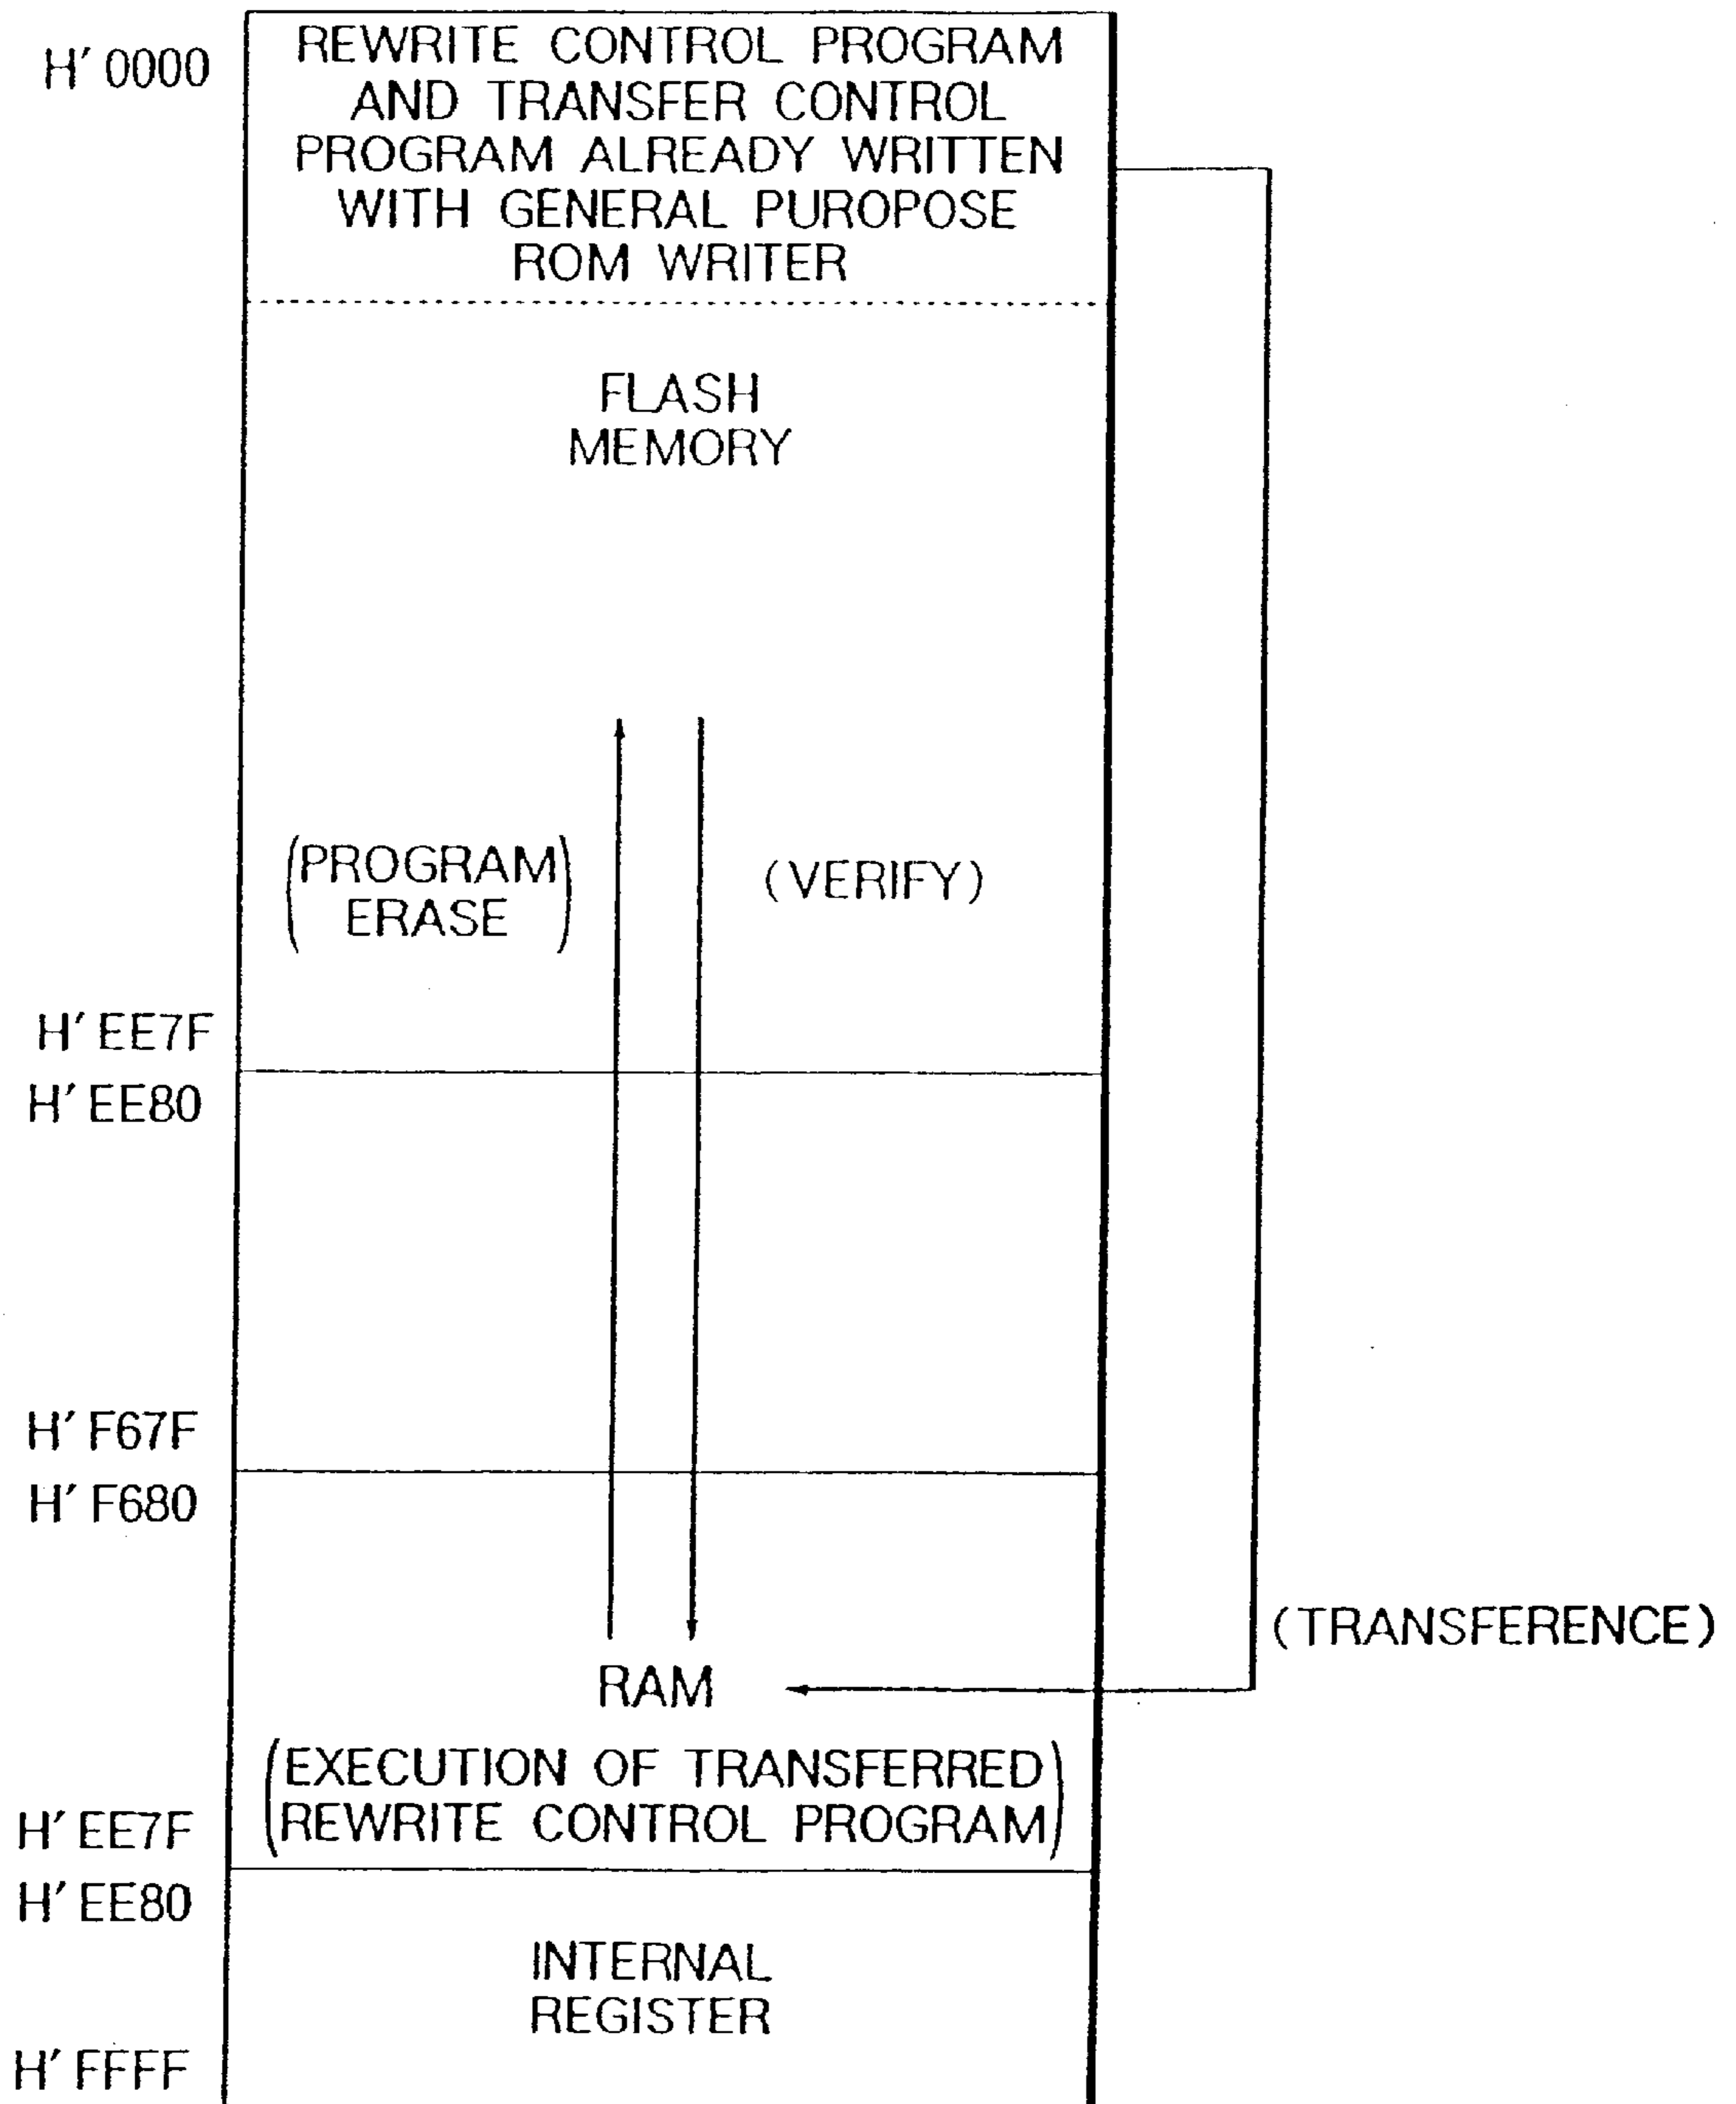 H'0000
REWRITE CONTROL PROGRAM
AND TRANSFER CONTROL
PROGRAM ALREADY WRITTEN
WITH GENERAL PUROPOSE
ROM WRITER
FLASH
MEMORY
(PROGRAM
ERASE)
(VERIFY)
H'EE7F
H'EE80
H'F67F
H'F680
(TRANSFERENCE)
RAM
(EXECUTION OF TRANSFERRED
REWRITE CONTROL PROGRAM)
H'EE7F
H'EE80
INTERNAL
REGISTER
H'FFFF